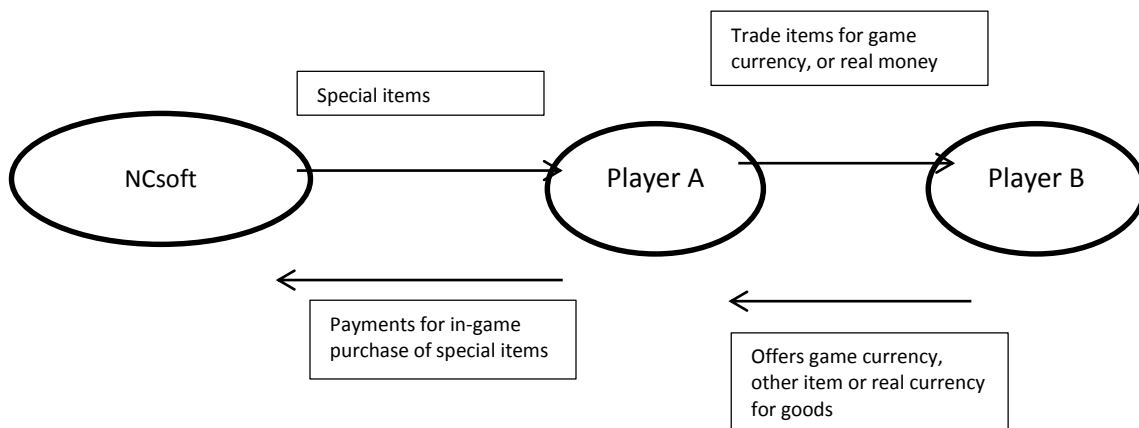 Trade items for game
currency, or real money
Special items
NCsoft
Player A
Player B
Payments for in-game
purchase of special items
Offers game currency,
other item or real currency
for goods